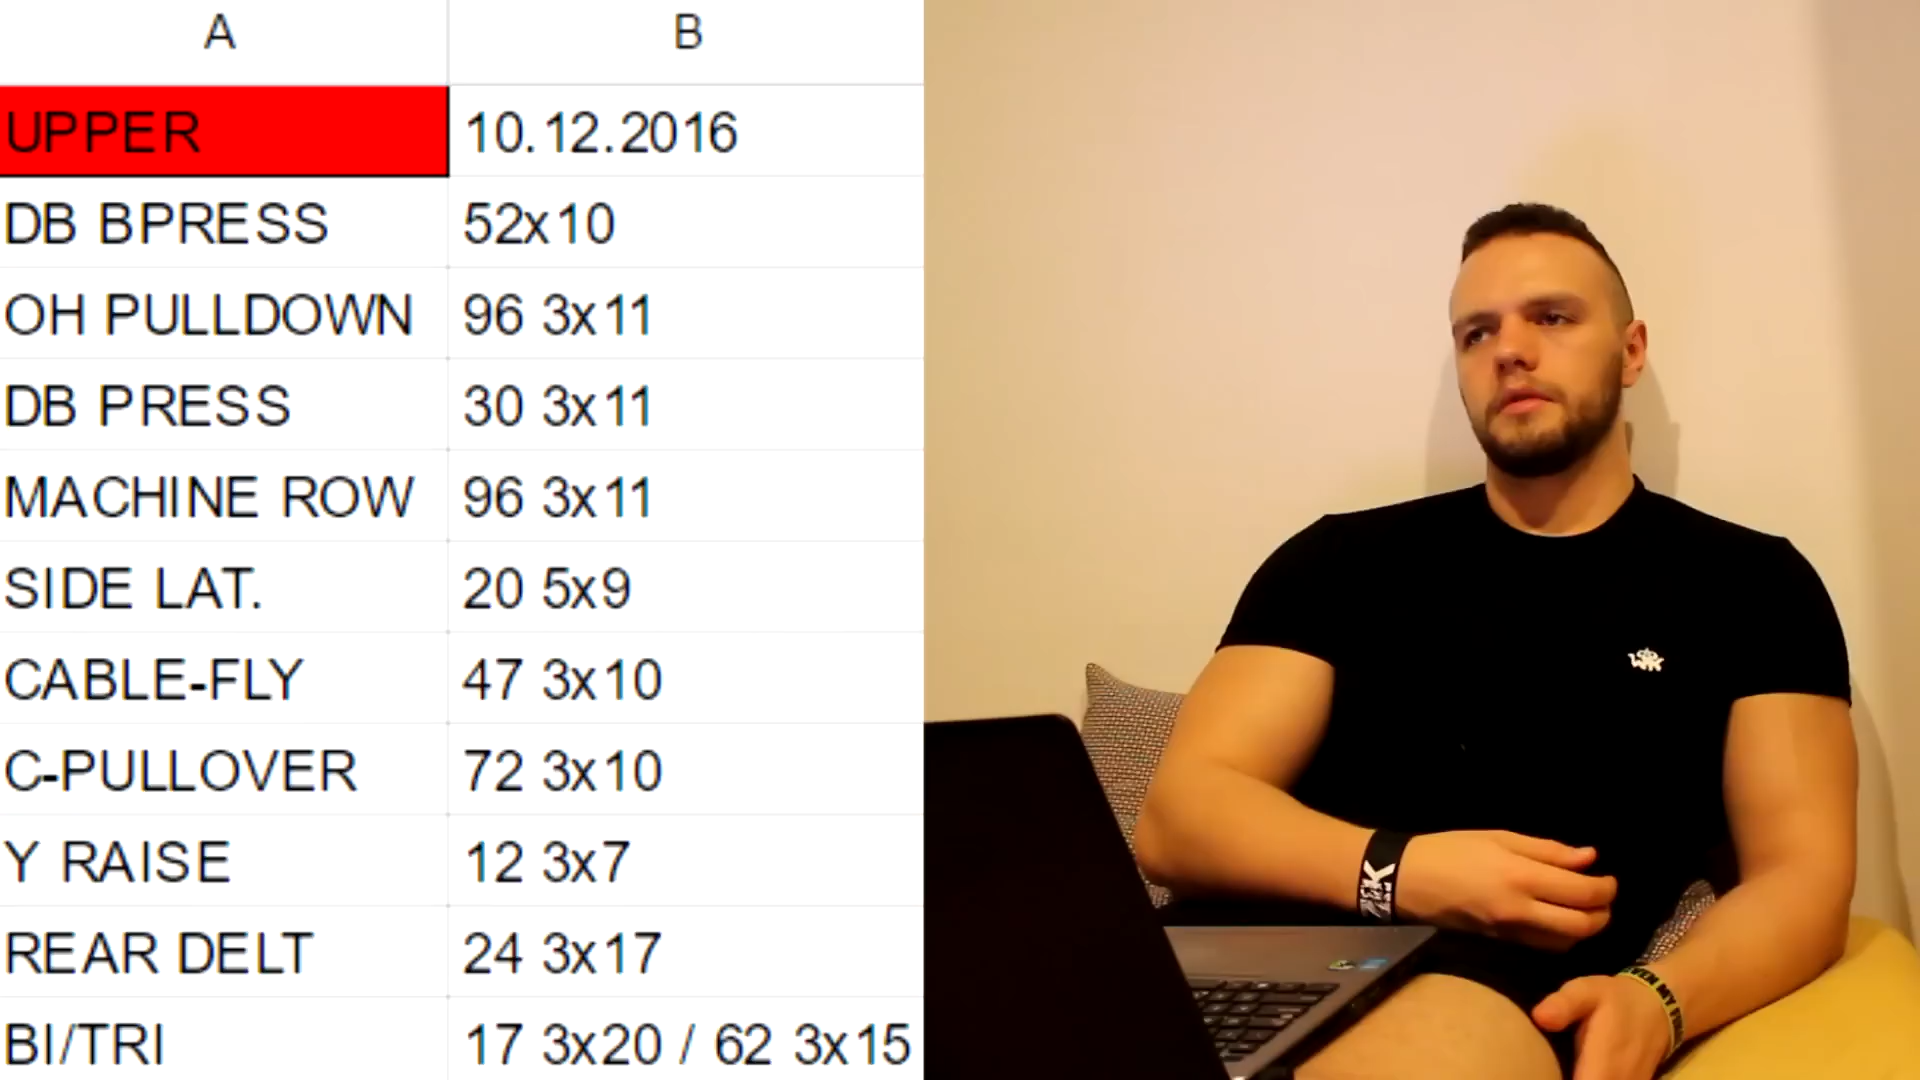 A B
UPPER 10.12.2016
DB BPRESS 52x10
OH PULLDOWN 96 3x11
DB PRESS 30 3x11
MACHINE ROW 96 3x11
SIDE LAT. 20 5x9
CABLE-FLY 47 3x10
C-PULLOVER 72 3x10
Y RAISE 12 3x7
REAR DELT 24 3x17
BI/TRI 17 3x20 / 62 3x15